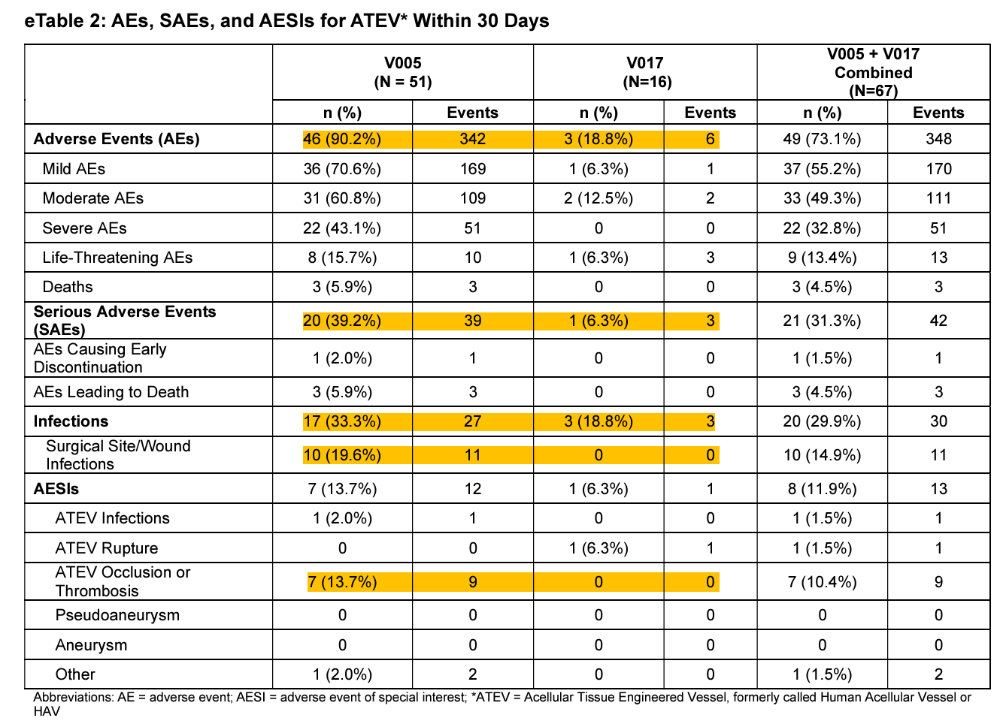 eTable 2: AEs, SAEs, and AESIs for ATEV* Within 30 Days
V005 (N = 51) V017 (N=16) V005 + V017 Combined (N=67)
n (%) Events n (%) Events n (%) Events
Adverse Events (AEs) 46 (90.2%) 342 3 (18.8%) 6 49 (73.1%) 348
Mild AEs 36 (70.6%) 169 1 (6.3%) 1 37 (55.2%) 170
Moderate AEs 31 (60.8%) 109 2 (12.5%) 2 33 (49.3%) 111
Severe AEs 22 (43.1%) 51 0 0 22 (32.8%) 51
Life-Threatening AEs 8 (15.7%) 10 1 (6.3%) 3 9 (13.4%) 13
Deaths 3 (5.9%) 3 0 0 3 (4.5%) 3
Serious Adverse Events (SAEs) 20 (39.2%) 39 1 (6.3%) 3 21 (31.3%) 42
AEs Causing Early Discontinuation 1 (2.0%) 1 0 0 1 (1.5%) 1
AEs Leading to Death 3 (5.9%) 3 0 0 3 (4.5%) 3
Infections 17 (33.3%) 27 3 (18.8%) 3 20 (29.9%) 30
Surgical Site/Wound Infections 10 (19.6%) 11 0 0 10 (14.9%) 11
AESIs 7 (13.7%) 12 1 (6.3%) 1 8 (11.9%) 13
ATEV Infections 1 (2.0%) 1 0 0 1 (1.5%) 1
ATEV Rupture 0 0 1 (6.3%) 1 1 (1.5%) 1
ATEV Occlusion or Thrombosis 7 (13.7%) 9 0 0 7 (10.4%) 9
Pseudoaneurysm 0 0 0 0 0 0
Aneurysm 0 0 0 0 0 0
Other 1 (2.0%) 2 0 0 1 (1.5%) 2
Abbreviations: AE = adverse event; AESI = adverse event of special interest; *ATEV = Acellular Tissue Engineered Vessel, formerly called Human Acellular Vessel or
HAV